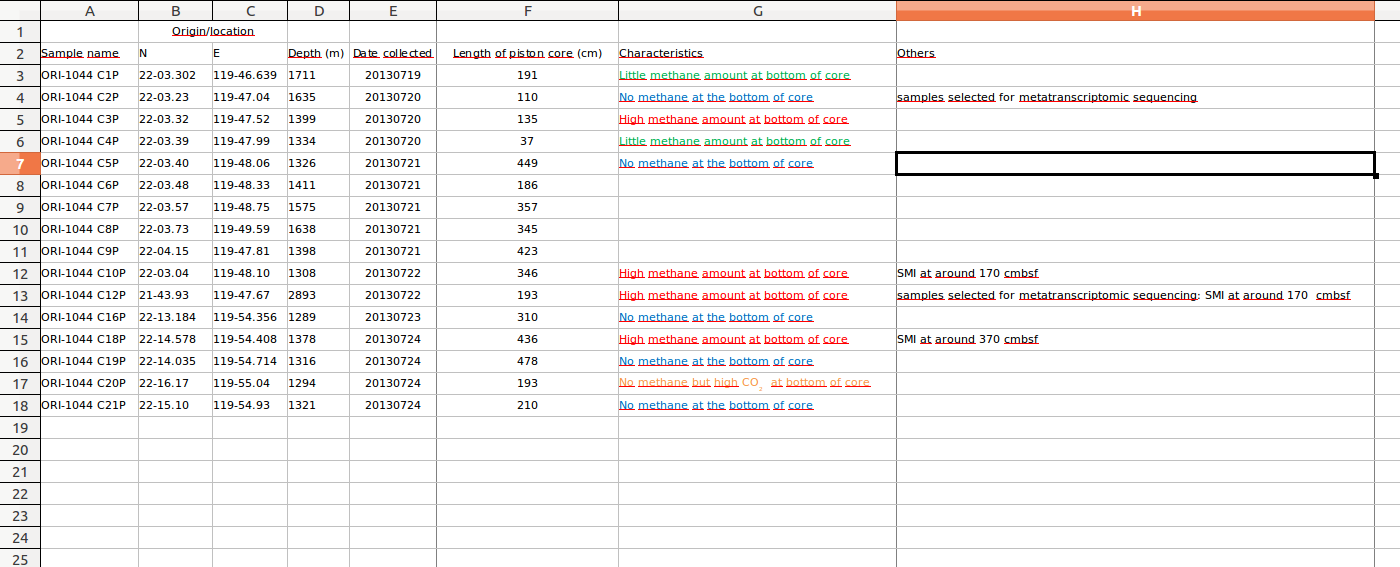 A B C D E F G H
1 Origin/location
2 Sample name N E Depth (m) Date collected Length of piston core (cm) Characteristics Others
3 ORI-1044 C1P 22-03.302 119-46.639 1711 20130719 191 Little methane amount at bottom of core
4 ORI-1044 C2P 22-03.23 119-47.04 1635 20130720 110 No methane at the bottom of core samples selected for metatranscriptomic sequencing
5 ORI-1044 C3P 22-03.32 119-47.52 1399 20130720 135 High methane amount at bottom of core
6 ORI-1044 C4P 22-03.39 119-47.99 1334 20130720 37 Little methane amount at bottom of core
7 ORI-1044 C5P 22-03.40 119-48.06 1326 20130721 449 No methane at the bottom of core
8 ORI-1044 C6P 22-03.48 119-48.33 1411 20130721 186
9 ORI-1044 C7P 22-03.57 119-48.75 1575 20130721 357
10 ORI-1044 C8P 22-03.73 119-49.59 1638 20130721 345
11 ORI-1044 C9P 22-04.15 119-47.81 1398 20130721 423
12 ORI-1044 C10P 22-03.04 119-48.10 1308 20130722 346 High methane amount at bottom of core SMI at around 170 cmbsf
13 ORI-1044 C12P 21-43.93 119-47.67 2893 20130722 193 High methane amount at bottom of core samples selected for metatranscriptomic sequencing; SMI at around 170 cmbsf
14 ORI-1044 C16P 22-13.184 119-54.356 1289 20130723 310 No methane at the bottom of core
15 ORI-1044 C18P 22-14.578 119-54.408 1378 20130724 436 High methane amount at bottom of core SMI at around 370 cmbsf
16 ORI-1044 C19P 22-14.035 119-54.714 1316 20130724 478 No methane at the bottom of core
17 ORI-1044 C20P 22-16.17 119-55.04 1294 20130724 193 No methane but high CO₂ at bottom of core
18 ORI-1044 C21P 22-15.10 119-54.93 1321 20130724 210 No methane at the bottom of core
19
20
21
22
23
24
25